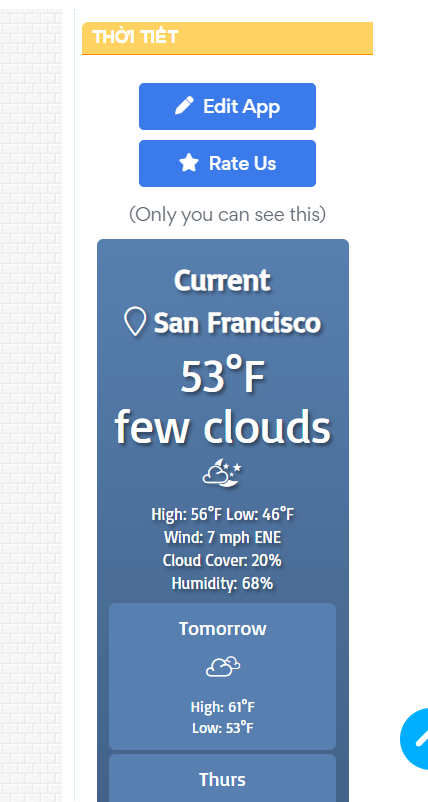 THỜI TIẾT
Edit App
Rate Us
(Only you can see this)
Current
San Francisco
53°F
few clouds
High: 56°F Low: 46°F
Wind: 7 mph ENE
Cloud Cover: 20%
Humidity: 68%
Tomorrow
High: 61°F
Low: 53°F
Thurs